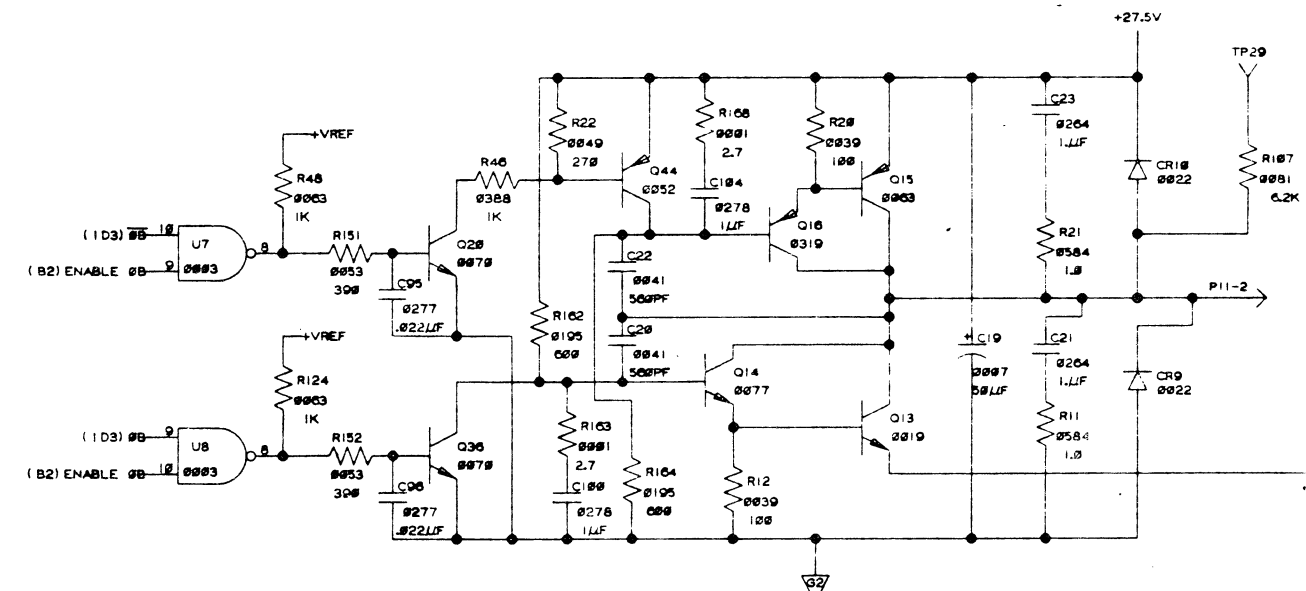 +27.5V
TP29
+VREF
R48
0063
1K
(1D3) 0B
10
(B2) ENABLE 0B
9
U7
0003
8
R151
0053
390
C95
0277
.022µF
Q20
0070
R46
0388
1K
R22
0049
270
Q44
0052
R168
0001
2.7
C104
0278
1µF
R20
0039
100
Q15
0063
Q16
0319
C23
0264
1µF
R21
0584
1.0
CR10
0022
R107
0081
6.2K
P11-2
C22
0041
560PF
C20
0041
560PF
R162
0195
600
+VREF
R124
0063
1K
(1D3) 0B
9
(B2) ENABLE 0B
10
U8
0003
8
R152
0053
390
C96
0277
.022µF
Q36
0070
R163
0001
2.7
C100
0278
1µF
R164
0195
600
Q14
0077
R12
0039
100
Q13
0019
+
C19
0007
50µF
C21
0264
1µF
R11
0584
1.0
CR9
0022
G2